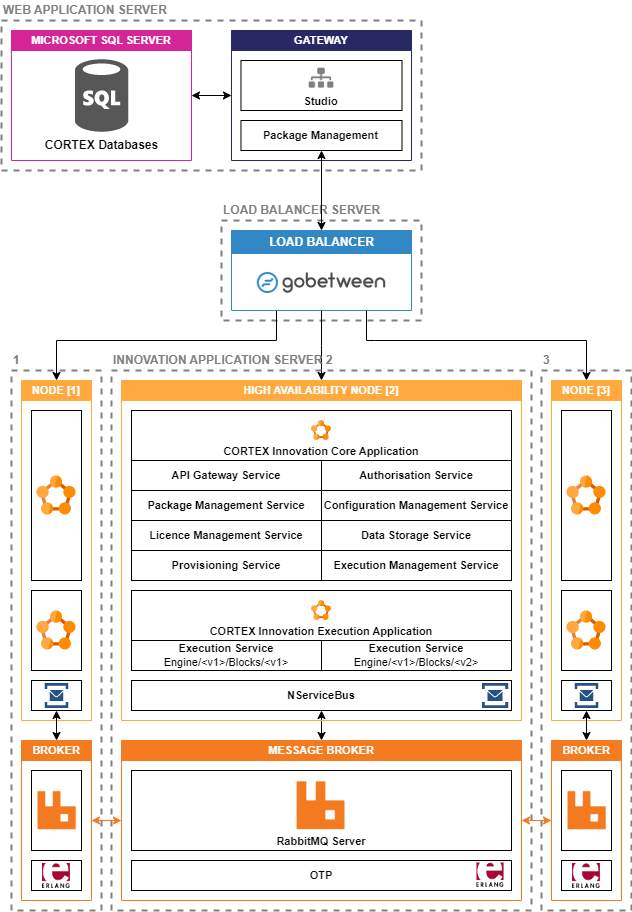 WEB APPLICATION SERVER
MICROSOFT SQL SERVER
GATEWAY
SQL
CORTEX Databases
Studio
Package Management
LOAD BALANCER SERVER
LOAD BALANCER
gobetween
1
INNOVATION APPLICATION SERVER 2
3
NODE [1]
HIGH AVAILABILITY NODE [2]
NODE [3]
CORTEX Innovation Core Application
API Gateway Service
Authorisation Service
Package Management Service
Configuration Management Service
Licence Management Service
Data Storage Service
Provisioning Service
Execution Management Service
CORTEX Innovation Execution Application
Execution Service
Engine/<v1>/Blocks/<v1>
Execution Service
Engine/<v1>/Blocks/<v2>
NServiceBus
BROKER
MESSAGE BROKER
BROKER
RabbitMQ Server
OTP
ERLANG
ERLANG
ERLANG